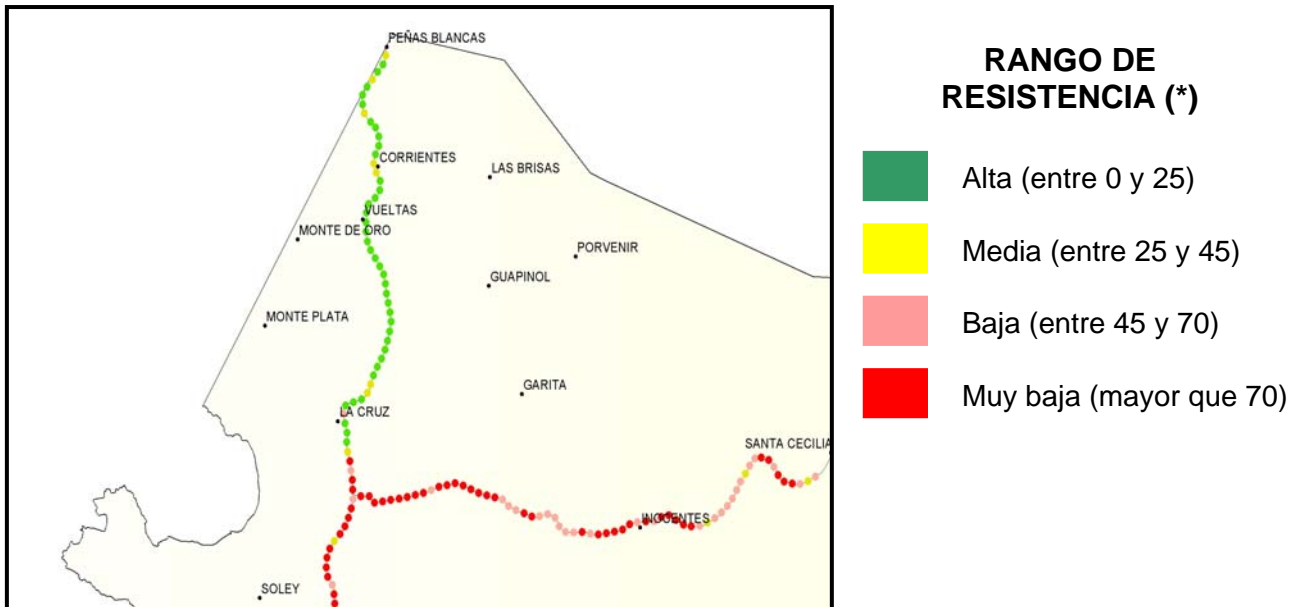 PEÑAS BLANCAS
CORRIENTES
LAS BRISAS
VUELTAS
MONTE DE ORO
PORVENIR
GUAPINOL
MONTE PLATA
GARITA
LA CRUZ
SANTA CECILIA
INOCENTES
SOLEY
RANGO DE
RESISTENCIA (*)
Alta (entre 0 y 25)
Media (entre 25 y 45)
Baja (entre 45 y 70)
Muy baja (mayor que 70)